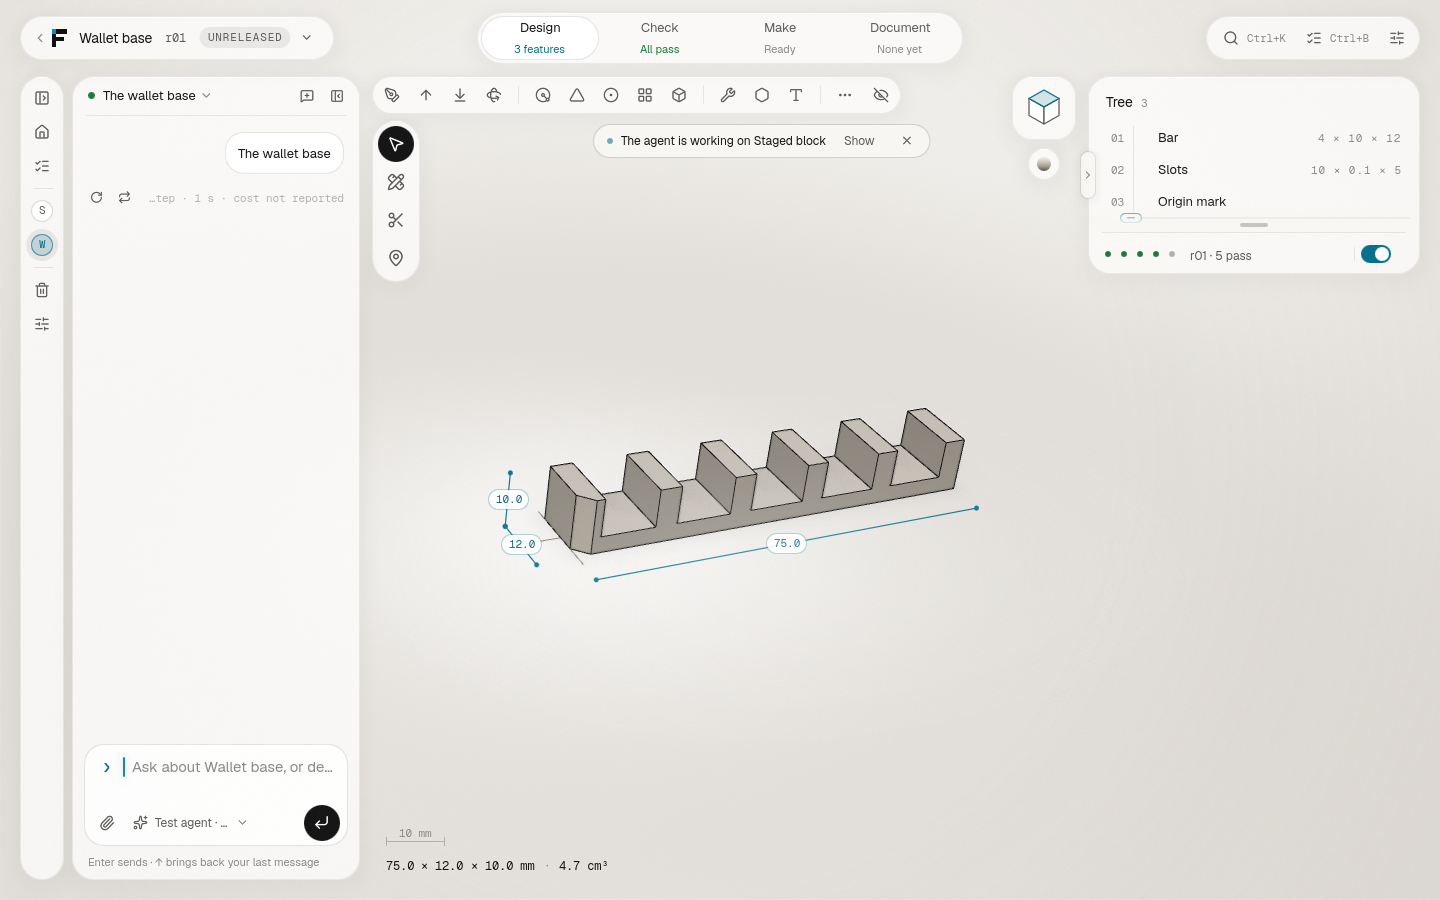 Wallet base r01 UNRELEASED
Design
3 features
Check
All pass
Make
Ready
Document
None yet
Ctrl+K
Ctrl+B
The wallet base
The wallet base
…tep · 1 s · cost not reported
S
W
The agent is working on Staged block Show
Tree 3
01 Bar 4 × 10 × 12
02 Slots 10 × 0.1 × 5
03 Origin mark
r01 · 5 pass
10.0
12.0
75.0
Ask about Wallet base, or de…
Test agent · …
Enter sends · ↑ brings back your last message
10 mm
75.0 × 12.0 × 10.0 mm · 4.7 cm³